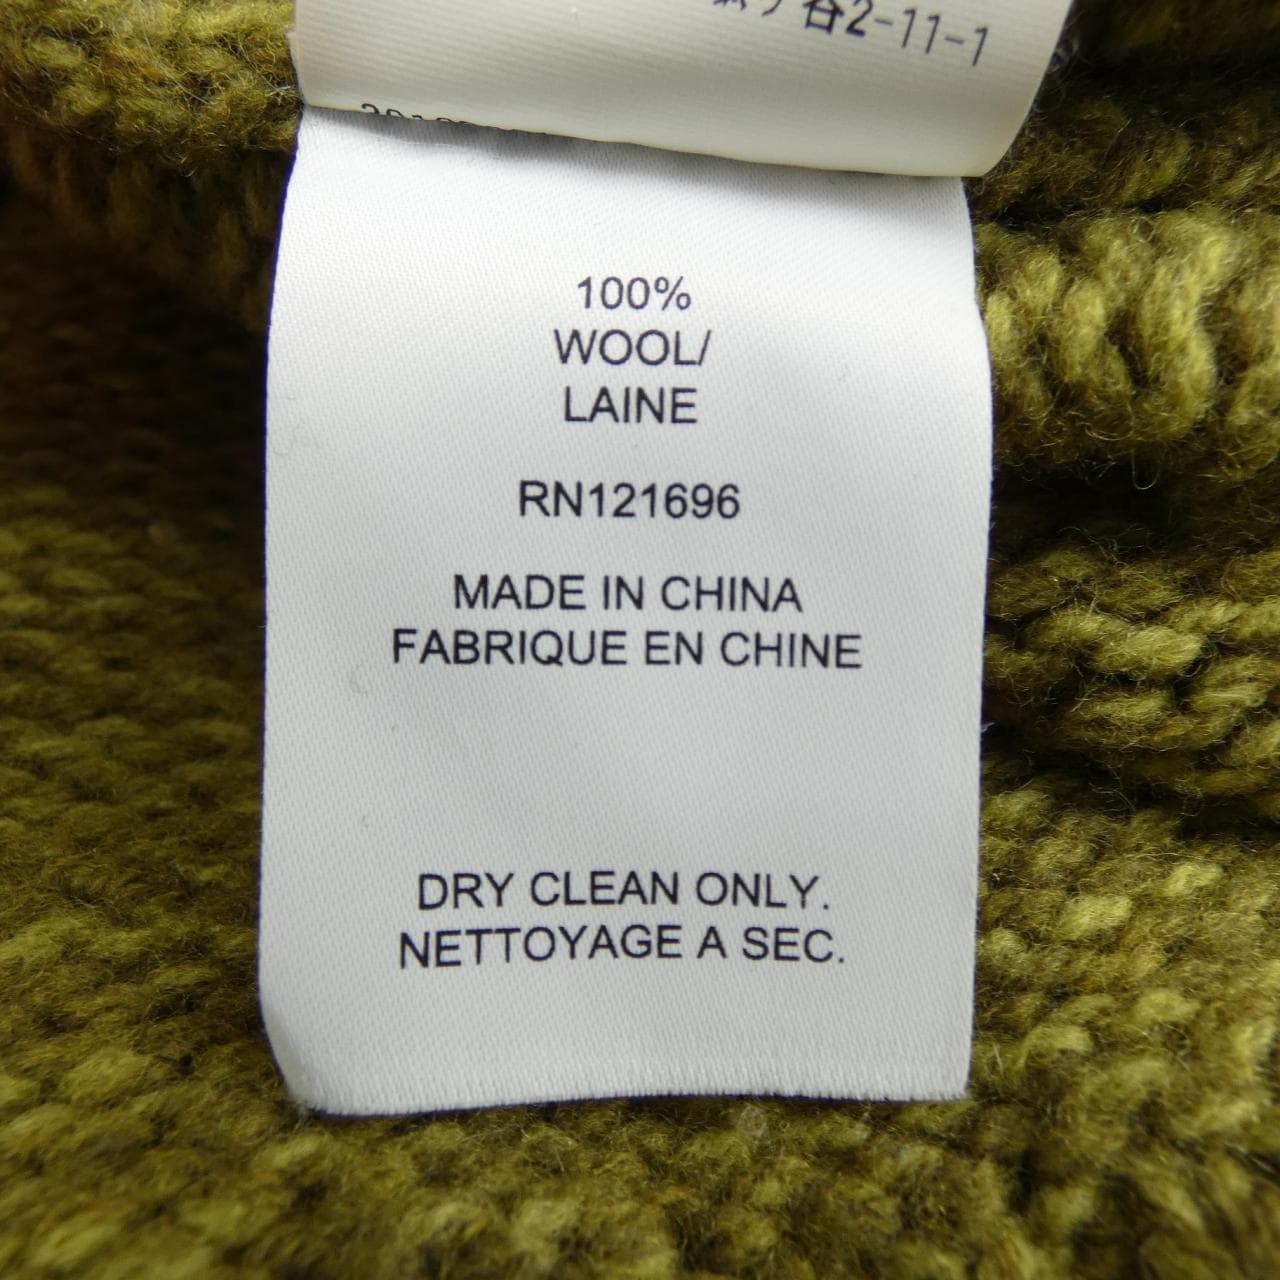 谷2-11-1
100%
WOOL/
LAINE
RN121696
MADE IN CHINA
FABRIQUE EN CHINE
DRY CLEAN ONLY.
NETTOYAGE A SEC.